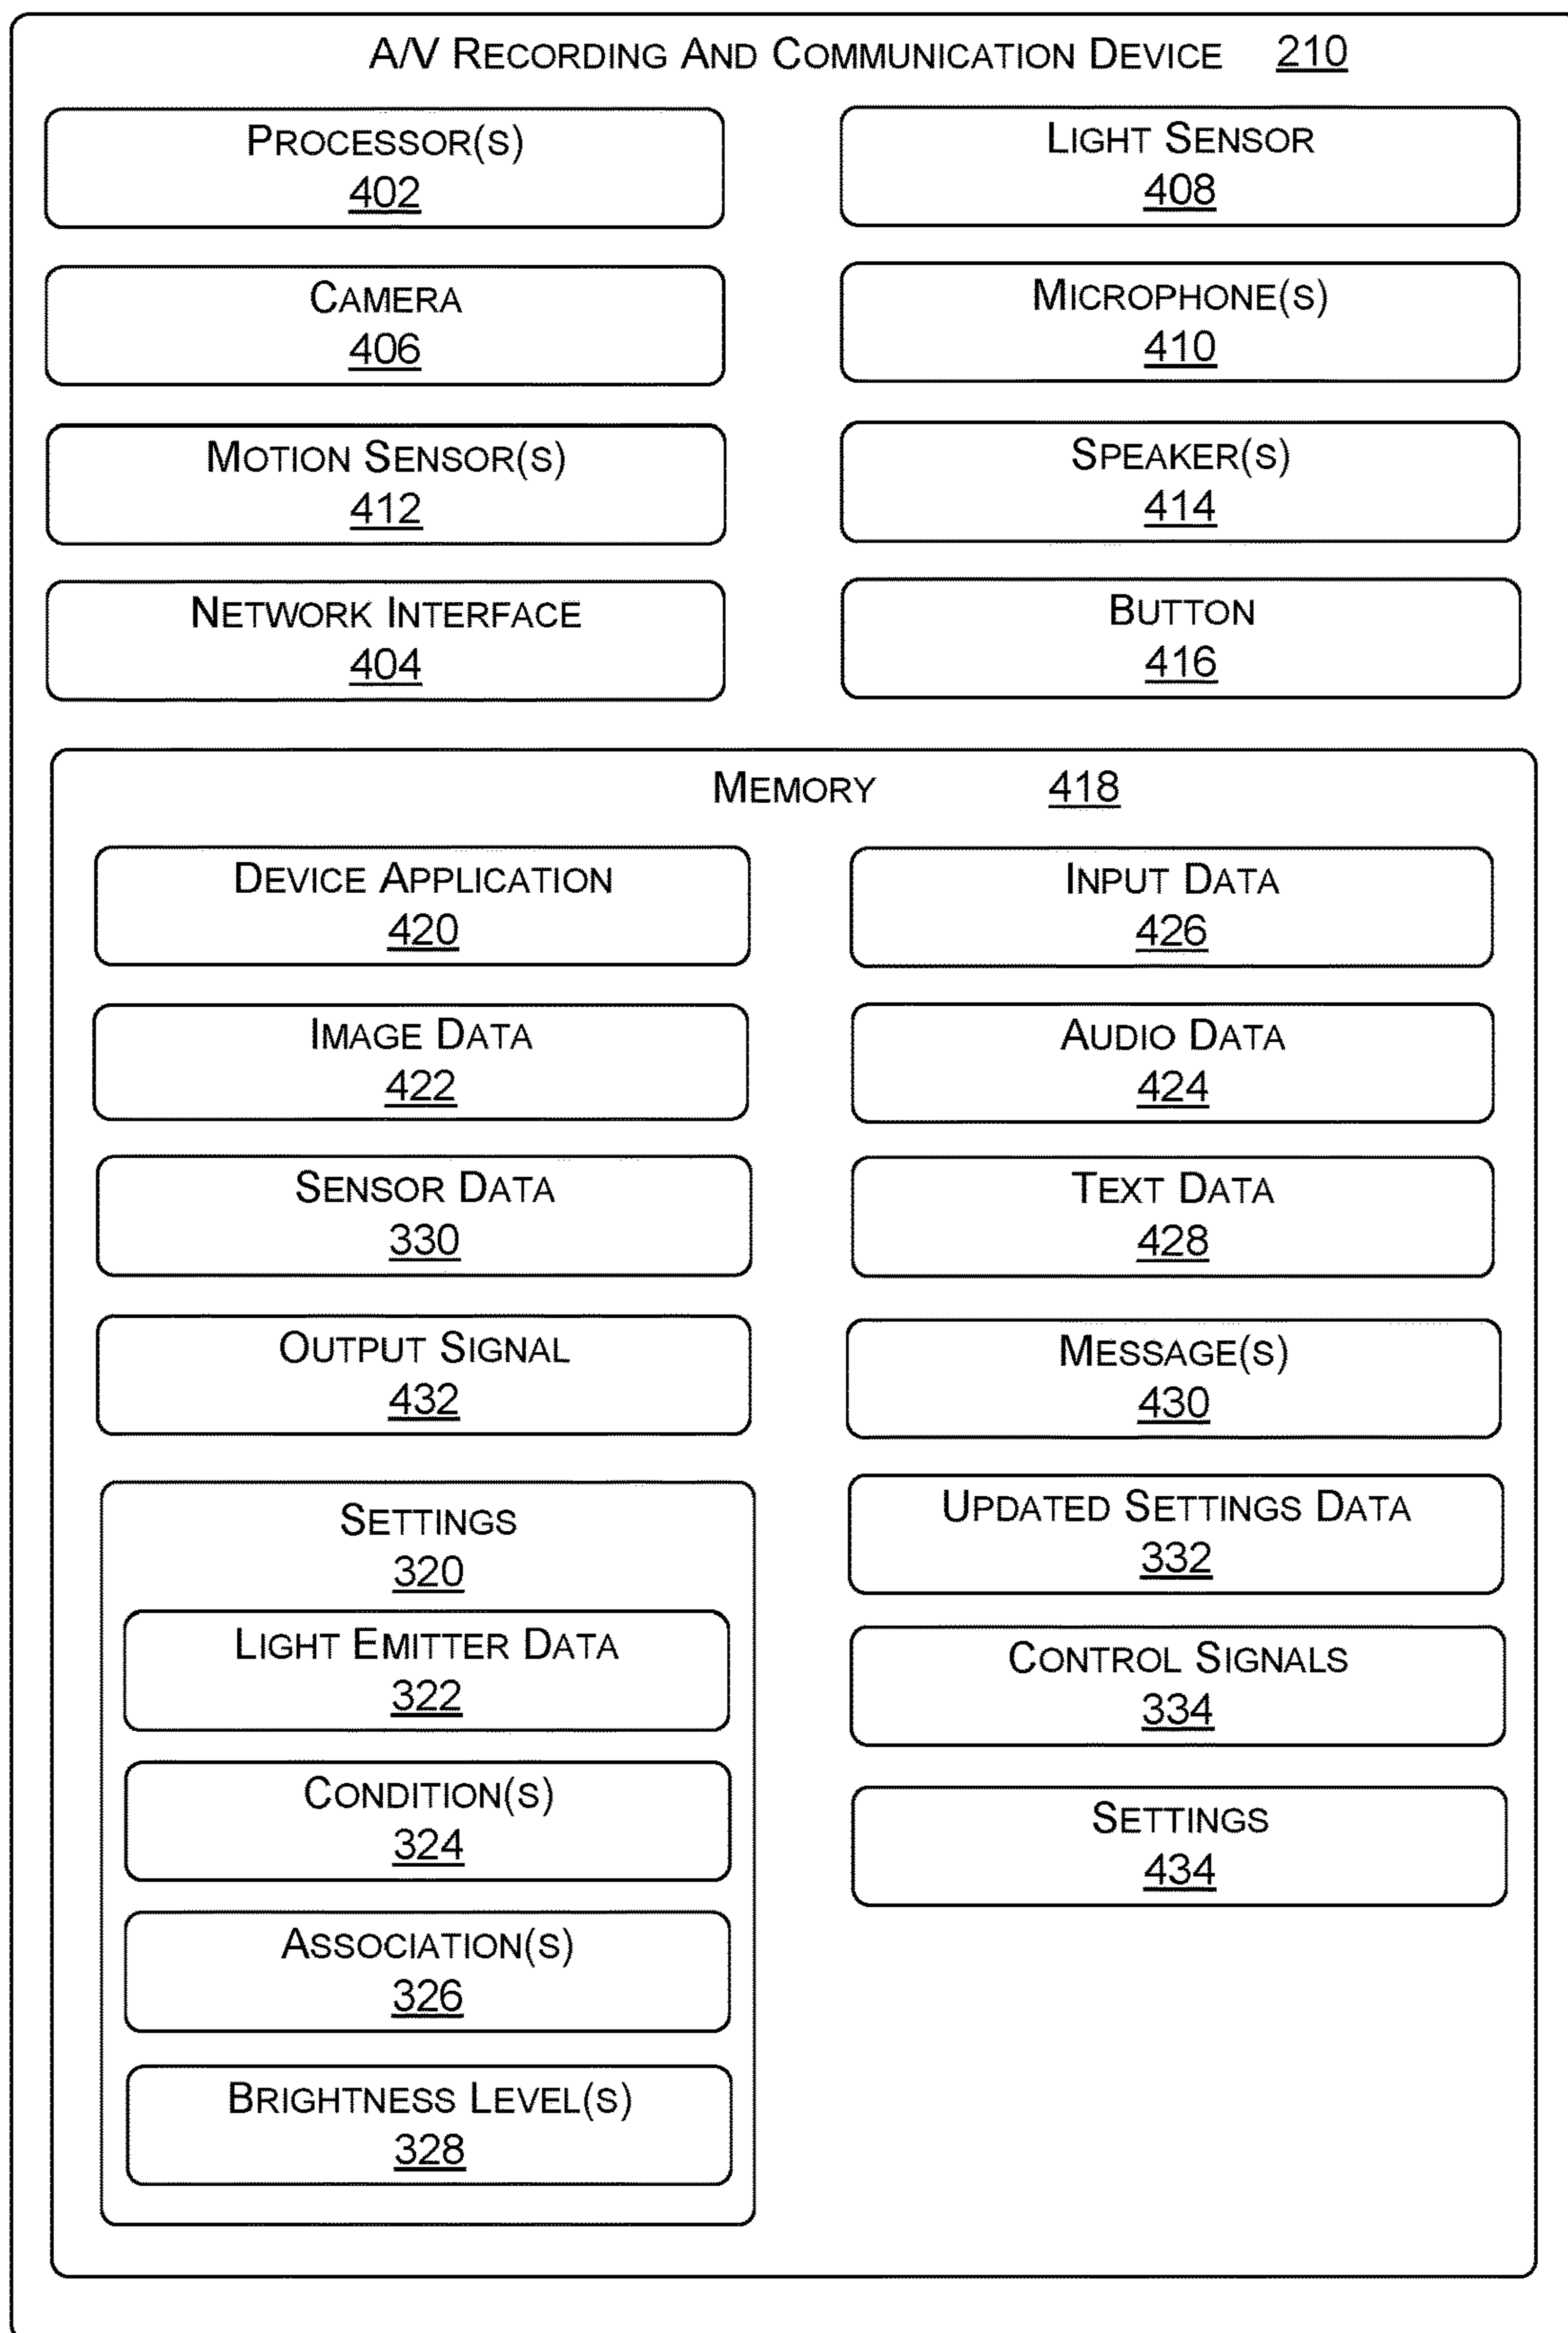 A/V RECORDING AND COMMUNICATION DEVICE 210
PROCESSOR(S)
402
LIGHT SENSOR
408
CAMERA
406
MICROPHONE(S)
410
MOTION SENSOR(S)
412
SPEAKER(S)
414
NETWORK INTERFACE
404
BUTTON
416
MEMORY 418
DEVICE APPLICATION
420
INPUT DATA
426
IMAGE DATA
422
AUDIO DATA
424
SENSOR DATA
330
TEXT DATA
428
OUTPUT SIGNAL
432
MESSAGE(S)
430
SETTINGS
320
LIGHT EMITTER DATA
322
CONDITION(S)
324
ASSOCIATION(S)
326
BRIGHTNESS LEVEL(S)
328
UPDATED SETTINGS DATA
332
CONTROL SIGNALS
334
SETTINGS
434